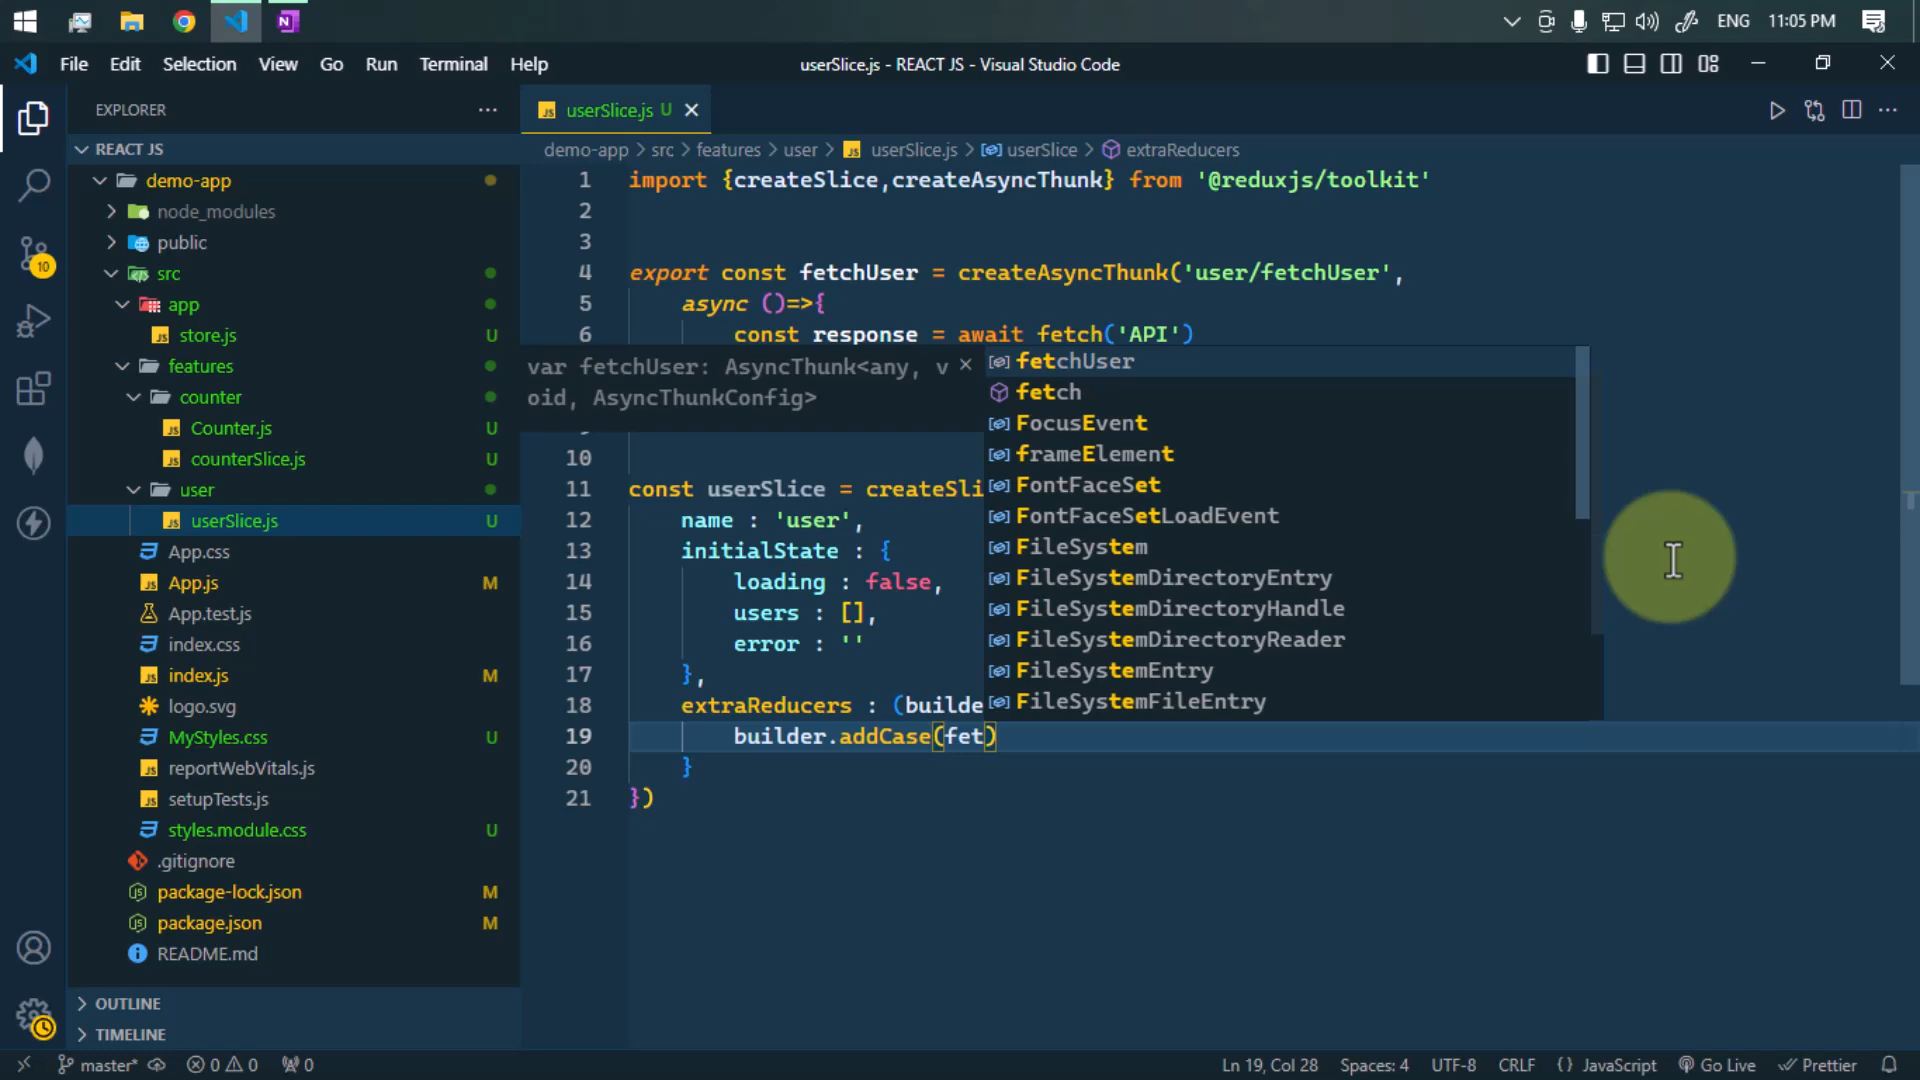 ENG 11:05 PM
File Edit Selection View Go Run Terminal Help
userSlice.js - REACT JS - Visual Studio Code
EXPLORER
REACT JS
demo-app
node_modules
public
src
app
store.js U
features
counter
Counter.js U
counterSlice.js U
user
userSlice.js U
App.css
App.js M
App.test.js
index.css
index.js M
logo.svg
MyStyles.css U
reportWebVitals.js
setupTests.js
styles.module.css U
.gitignore
package-lock.json M
package.json M
README.md
OUTLINE
TIMELINE
10
userSlice.js U
demo-app > src > features > user > userSlice.js > userSlice > extraReducers
1 import {createSlice,createAsyncThunk} from '@reduxjs/toolkit'
2
3
4 export const fetchUser = createAsyncThunk('user/fetchUser',
5 async ()=>{
6 const response = await fetch('API')
var fetchUser: AsyncThunk<any, v
oid, AsyncThunkConfig>
fetchUser
fetch
FocusEvent
frameElement
FontFaceSet
FontFaceSetLoadEvent
FileSystem
FileSystemDirectoryEntry
FileSystemDirectoryHandle
FileSystemDirectoryReader
FileSystemEntry
FileSystemFileEntry
10
11 const userSlice = createSli
12 name : 'user',
13 initialState : {
14 loading : false,
15 users : [],
16 error : ''
17 },
18 extraReducers : (builde
19 builder.addCase(fet)
20 }
21 })
master* 0 0 0
Ln 19, Col 28 Spaces: 4 UTF-8 CRLF {} JavaScript Go Live Prettier